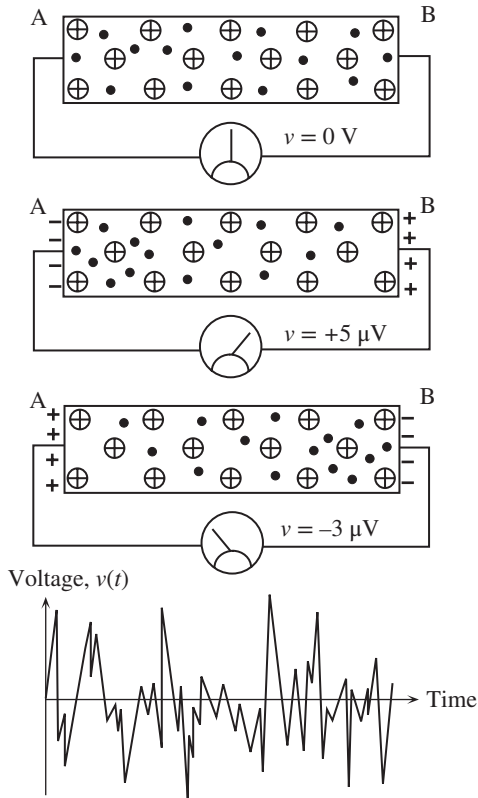 A B
v = 0 V
A B
v = +5 μV
A B
v = –3 μV
Voltage, v(t)
Time